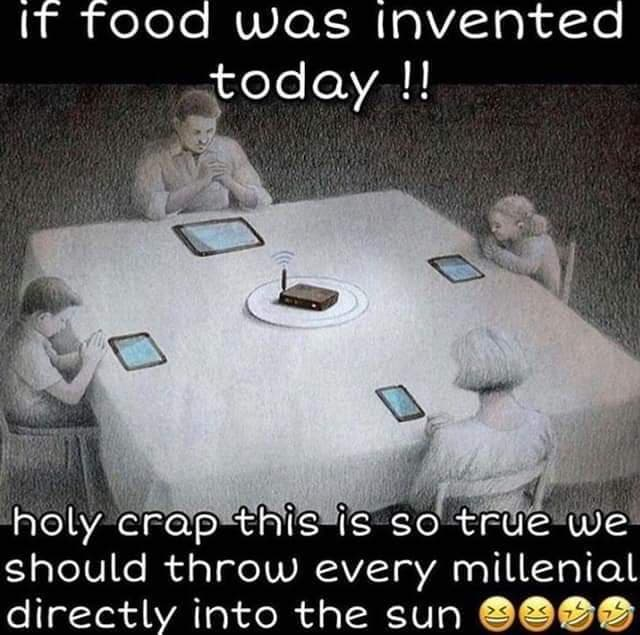 if food was invented
today !!
holy crap this is so true we
should throw every millenial
directly into the sun 😆😆🤣🤣